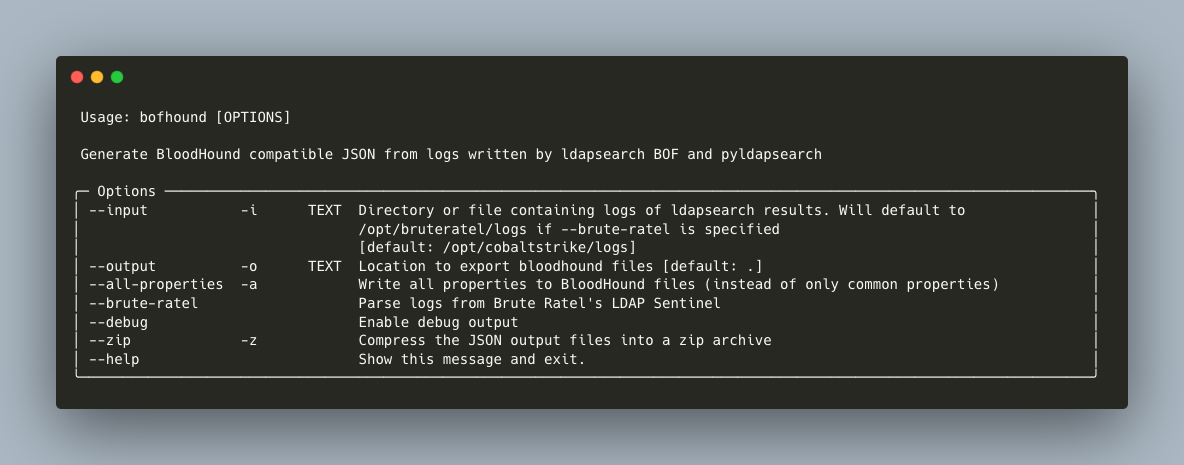 Usage: bofhound [OPTIONS]
Generate BloodHound compatible JSON from logs written by ldapsearch BOF and pyldapsearch
Options
--input -i TEXT Directory or file containing logs of ldapsearch results. Will default to
/opt/bruteratel/logs if --brute-ratel is specified
[default: /opt/cobaltstrike/logs]
--output -o TEXT Location to export bloodhound files [default: .]
--all-properties -a Write all properties to BloodHound files (instead of only common properties)
--brute-ratel Parse logs from Brute Ratel's LDAP Sentinel
--debug Enable debug output
--zip -z Compress the JSON output files into a zip archive
--help Show this message and exit.